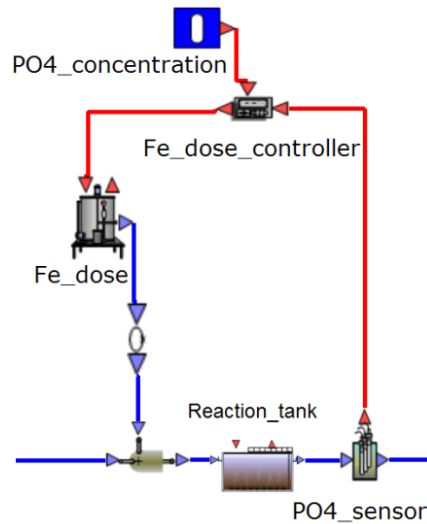 PO4_concentration
Fe_dose_controller
Fe_dose
Reaction_tank
PO4_sensor